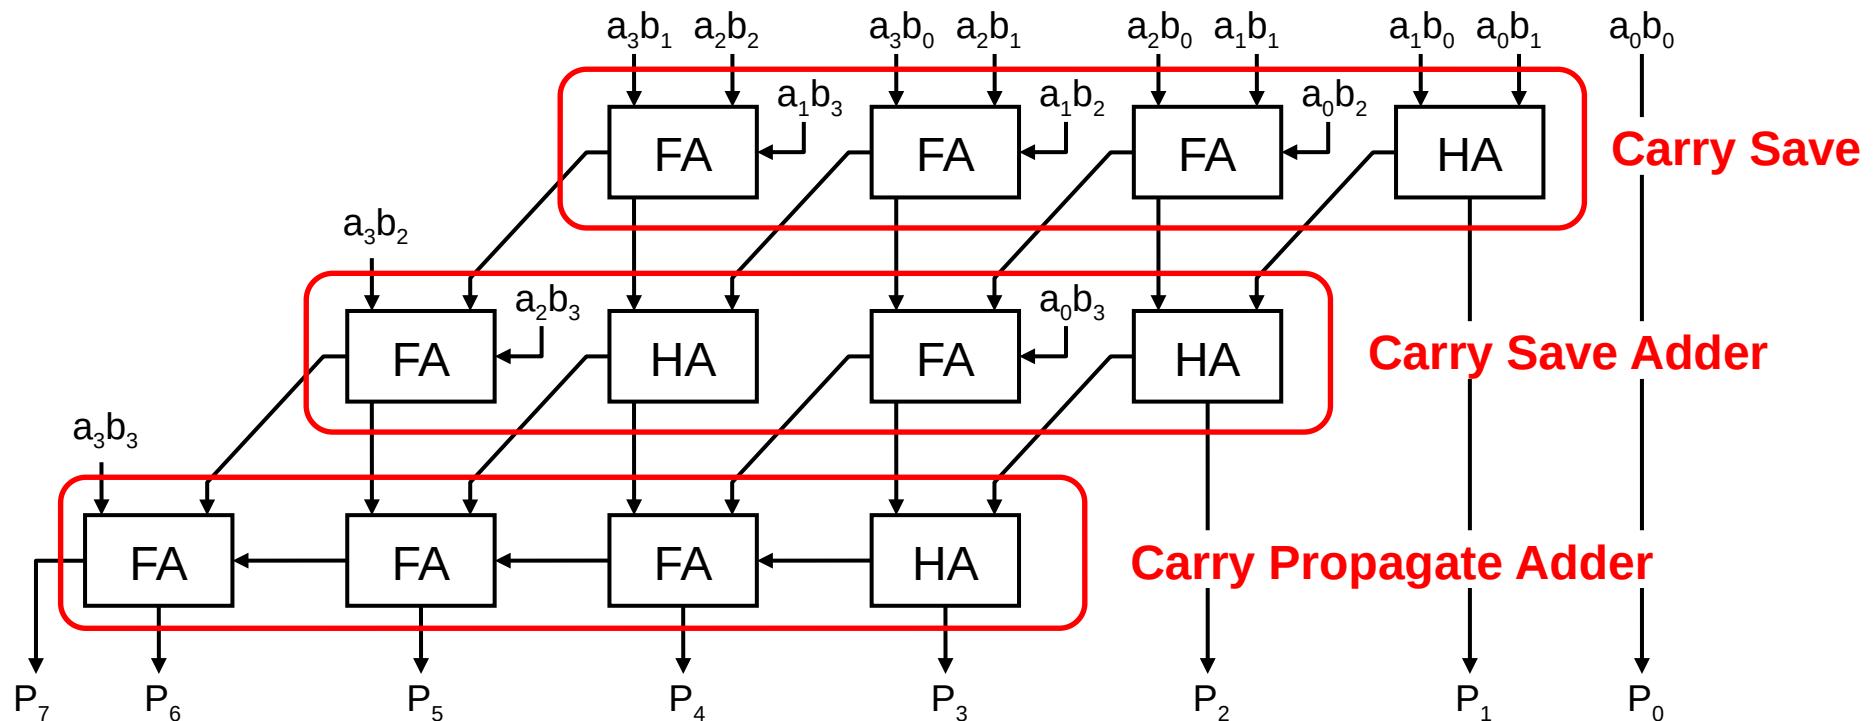 a₃b₁ a₂b₂ a₃b₀ a₂b₁ a₂b₀ a₁b₁ a₁b₀ a₀b₁ a₀b₀
a₁b₃ a₁b₂ a₀b₂
FA FA FA HA Carry Save
a₃b₂
a₂b₃ a₀b₃
FA HA FA HA Carry Save Adder
a₃b₃
FA FA FA HA Carry Propagate Adder
P₇ P₆ P₅ P₄ P₃ P₂ P₁ P₀